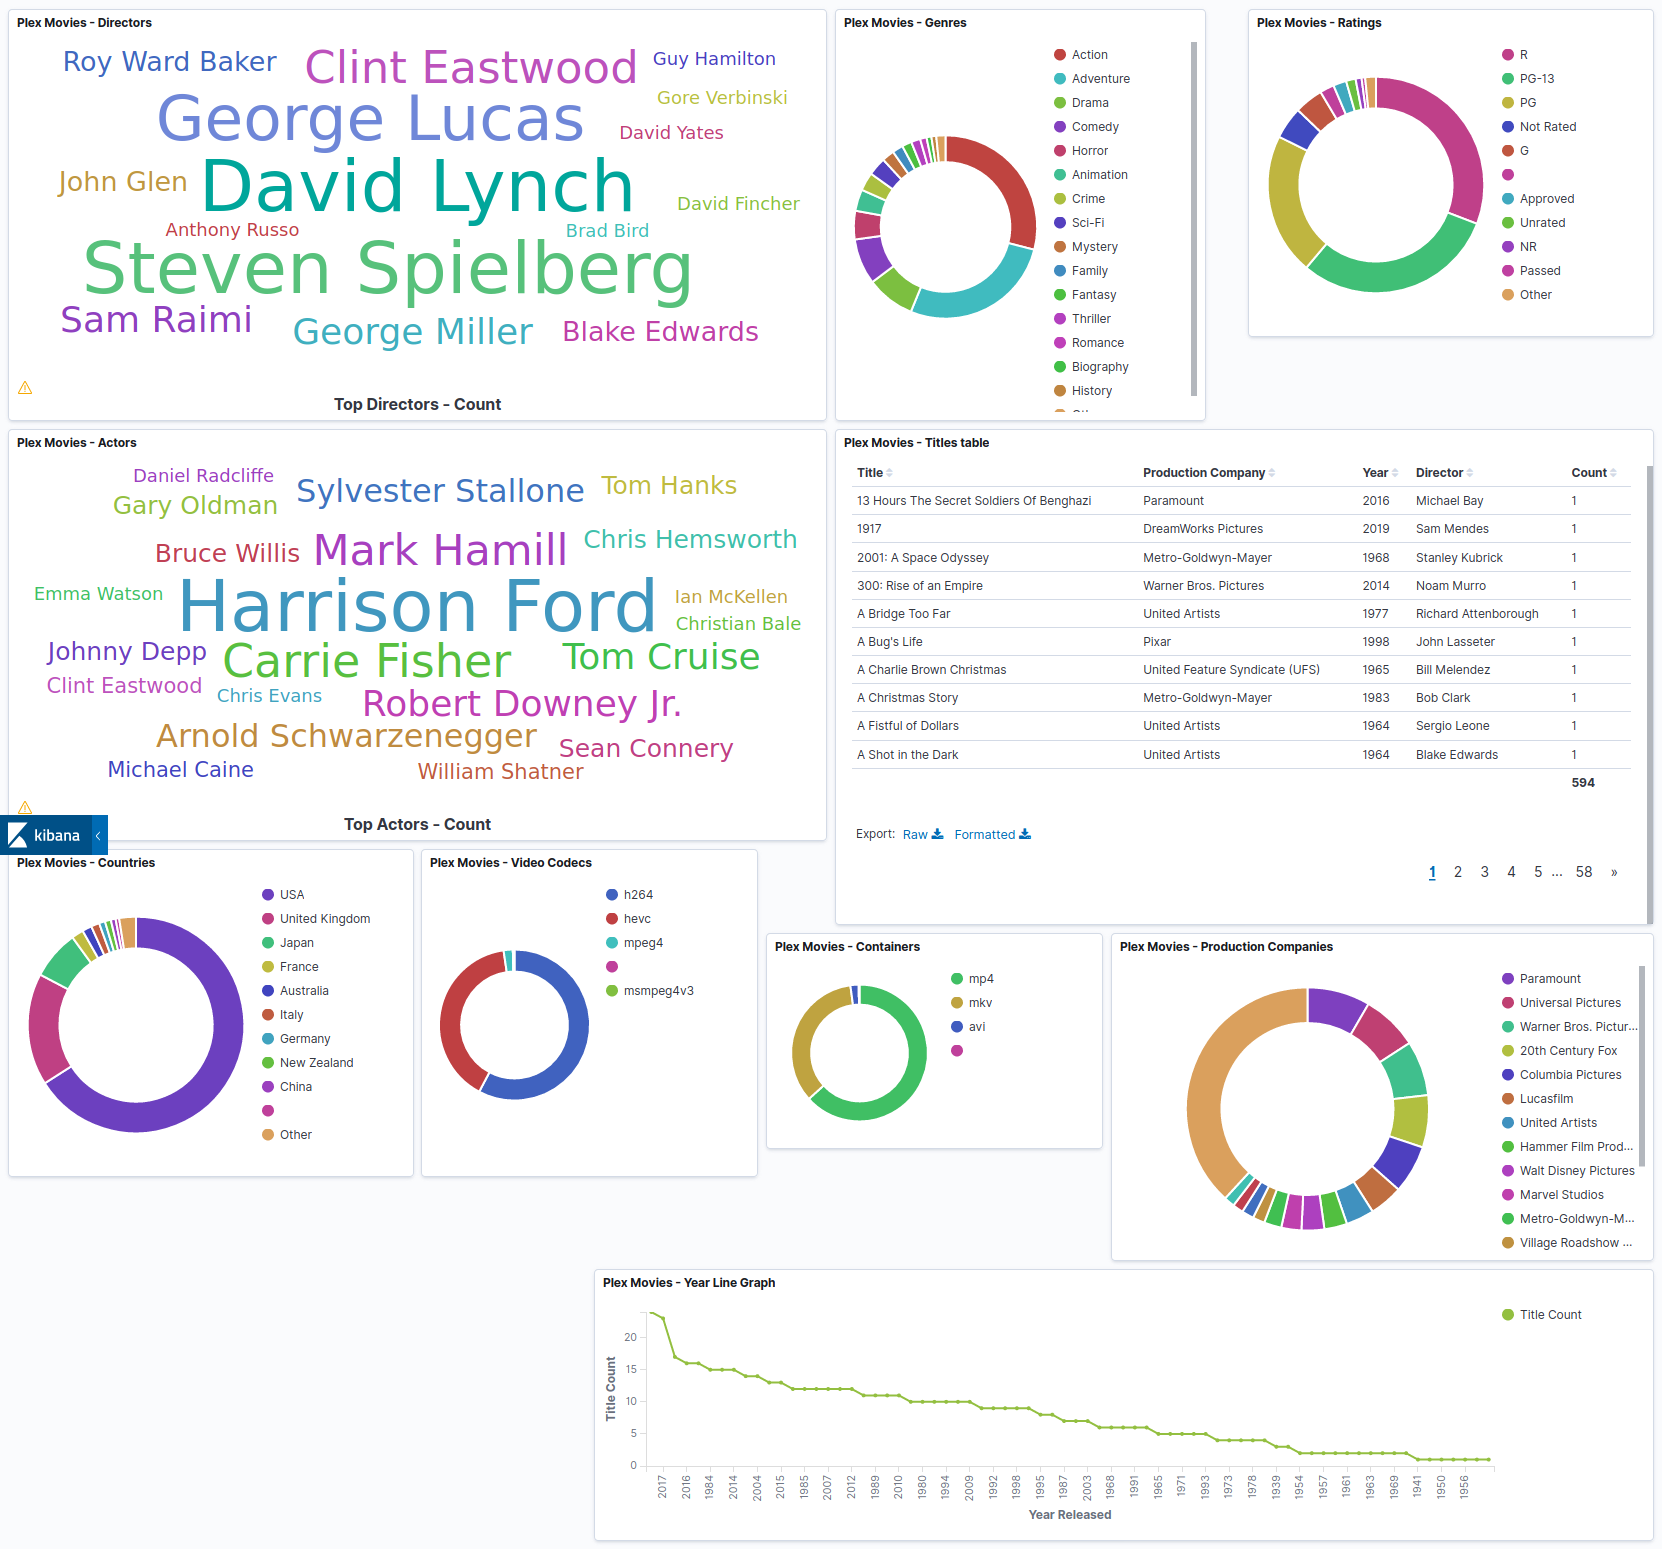 Plex Movies - Directors
Roy Ward Baker
Clint Eastwood
Guy Hamilton
George Lucas
Gore Verbinski
David Yates
John Glen
David Lynch
David Fincher
Anthony Russo
Brad Bird
Steven Spielberg
Sam Raimi
George Miller
Blake Edwards
Top Directors - Count
Plex Movies - Genres
Action
Adventure
Drama
Comedy
Horror
Animation
Crime
Sci-Fi
Mystery
Family
Fantasy
Thriller
Romance
Biography
History
Plex Movies - Ratings
R
PG-13
PG
Not Rated
G
Approved
Unrated
NR
Passed
Other
Plex Movies - Actors
Daniel Radcliffe
Gary Oldman
Sylvester Stallone
Tom Hanks
Bruce Willis
Mark Hamill
Chris Hemsworth
Emma Watson
Harrison Ford
Ian McKellen
Christian Bale
Johnny Depp
Carrie Fisher
Tom Cruise
Clint Eastwood
Chris Evans
Robert Downey Jr.
Arnold Schwarzenegger
Sean Connery
Michael Caine
William Shatner
Top Actors - Count
kibana
Plex Movies - Titles table
Title Production Company Year Director Count
13 Hours The Secret Soldiers Of Benghazi Paramount 2016 Michael Bay 1
1917 DreamWorks Pictures 2019 Sam Mendes 1
2001: A Space Odyssey Metro-Goldwyn-Mayer 1968 Stanley Kubrick 1
300: Rise of an Empire Warner Bros. Pictures 2014 Noam Murro 1
A Bridge Too Far United Artists 1977 Richard Attenborough 1
A Bug's Life Pixar 1998 John Lasseter 1
A Charlie Brown Christmas United Feature Syndicate (UFS) 1965 Bill Melendez 1
A Christmas Story Metro-Goldwyn-Mayer 1983 Bob Clark 1
A Fistful of Dollars United Artists 1964 Sergio Leone 1
A Shot in the Dark United Artists 1964 Blake Edwards 1
594
Export: Raw Formatted
1 2 3 4 5 ... 58 »
Plex Movies - Countries
USA
United Kingdom
Japan
France
Australia
Italy
Germany
New Zealand
China
Other
Plex Movies - Video Codecs
h264
hevc
mpeg4
msmpeg4v3
Plex Movies - Containers
mp4
mkv
avi
Plex Movies - Production Companies
Paramount
Universal Pictures
Warner Bros. Pictur...
20th Century Fox
Columbia Pictures
Lucasfilm
United Artists
Hammer Film Prod...
Walt Disney Pictures
Marvel Studios
Metro-Goldwyn-M...
Village Roadshow ...
Plex Movies - Year Line Graph
Title Count
20
15
10
5
0
Title Count
2017 2016 1984 2014 2004 2015 1985 2007 2012 1989 2010 1980 1994 2009 1992 1998 1995 1987 2003 1968 1991 1965 1971 1993 1973 1978 1939 1954 1957 1961 1963 1969 1941 1950 1956
Year Released